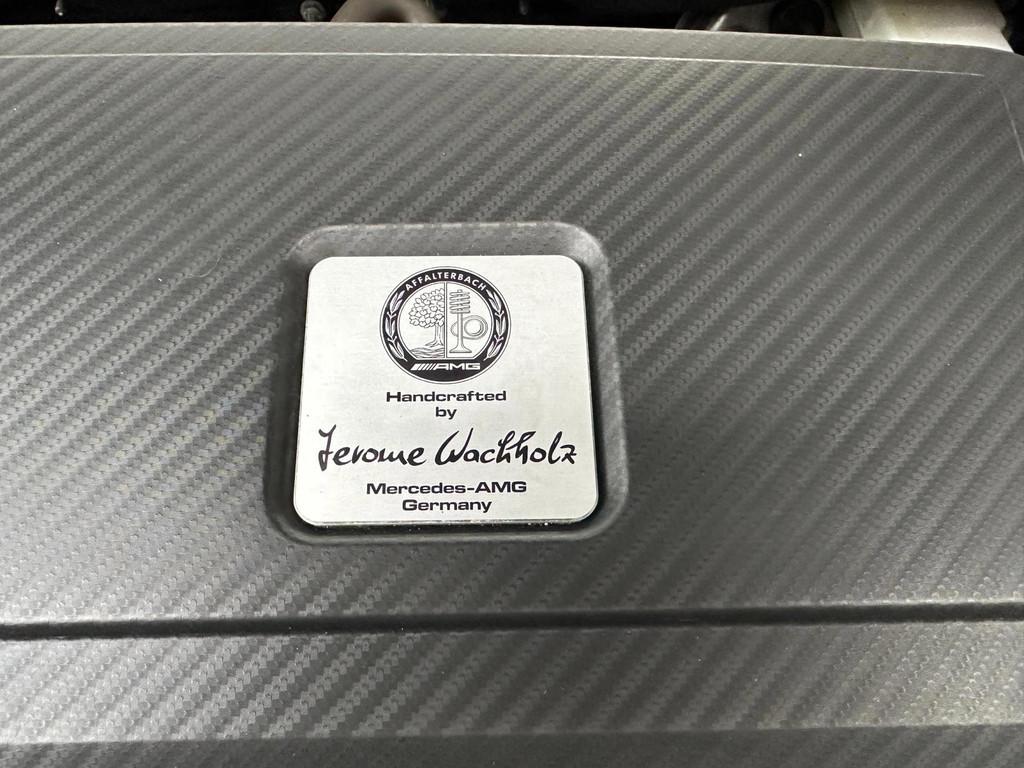 AFFALTERBACH
AMG
Handcrafted
by
Jerome Wachholz
Mercedes-AMG
Germany